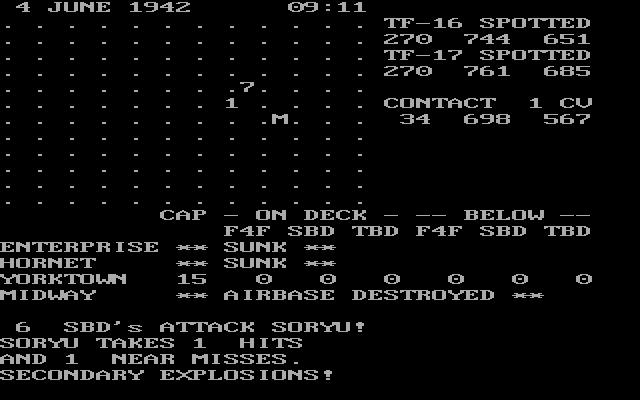 4 JUNE 1942 09:11
TF-16 SPOTTED
270 744 651
TF-17 SPOTTED
270 761 685
7
1 CONTACT 1 CV
M 34 698 567
CAP - ON DECK - -- BELOW --
F4F SBD TBD F4F SBD TBD
ENTERPRISE ** SUNK **
HORNET ** SUNK **
YORKTOWN 15 0 0 0 0 0 0
MIDWAY ** AIRBASE DESTROYED **
6 SBD's ATTACK SORYU!
SORYU TAKES 1 HITS
AND 1 NEAR MISSES.
SECONDARY EXPLOSIONS!